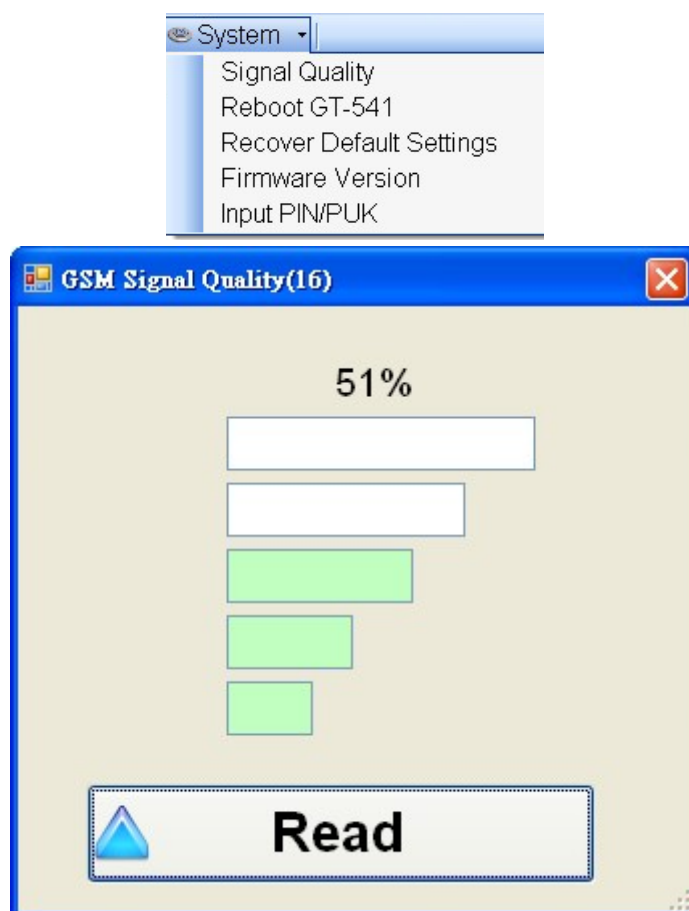 System
Signal Quality
Reboot GT-541
Recover Default Settings
Firmware Version
Input PIN/PUK
GSM Signal Quality(16)
51%
Read